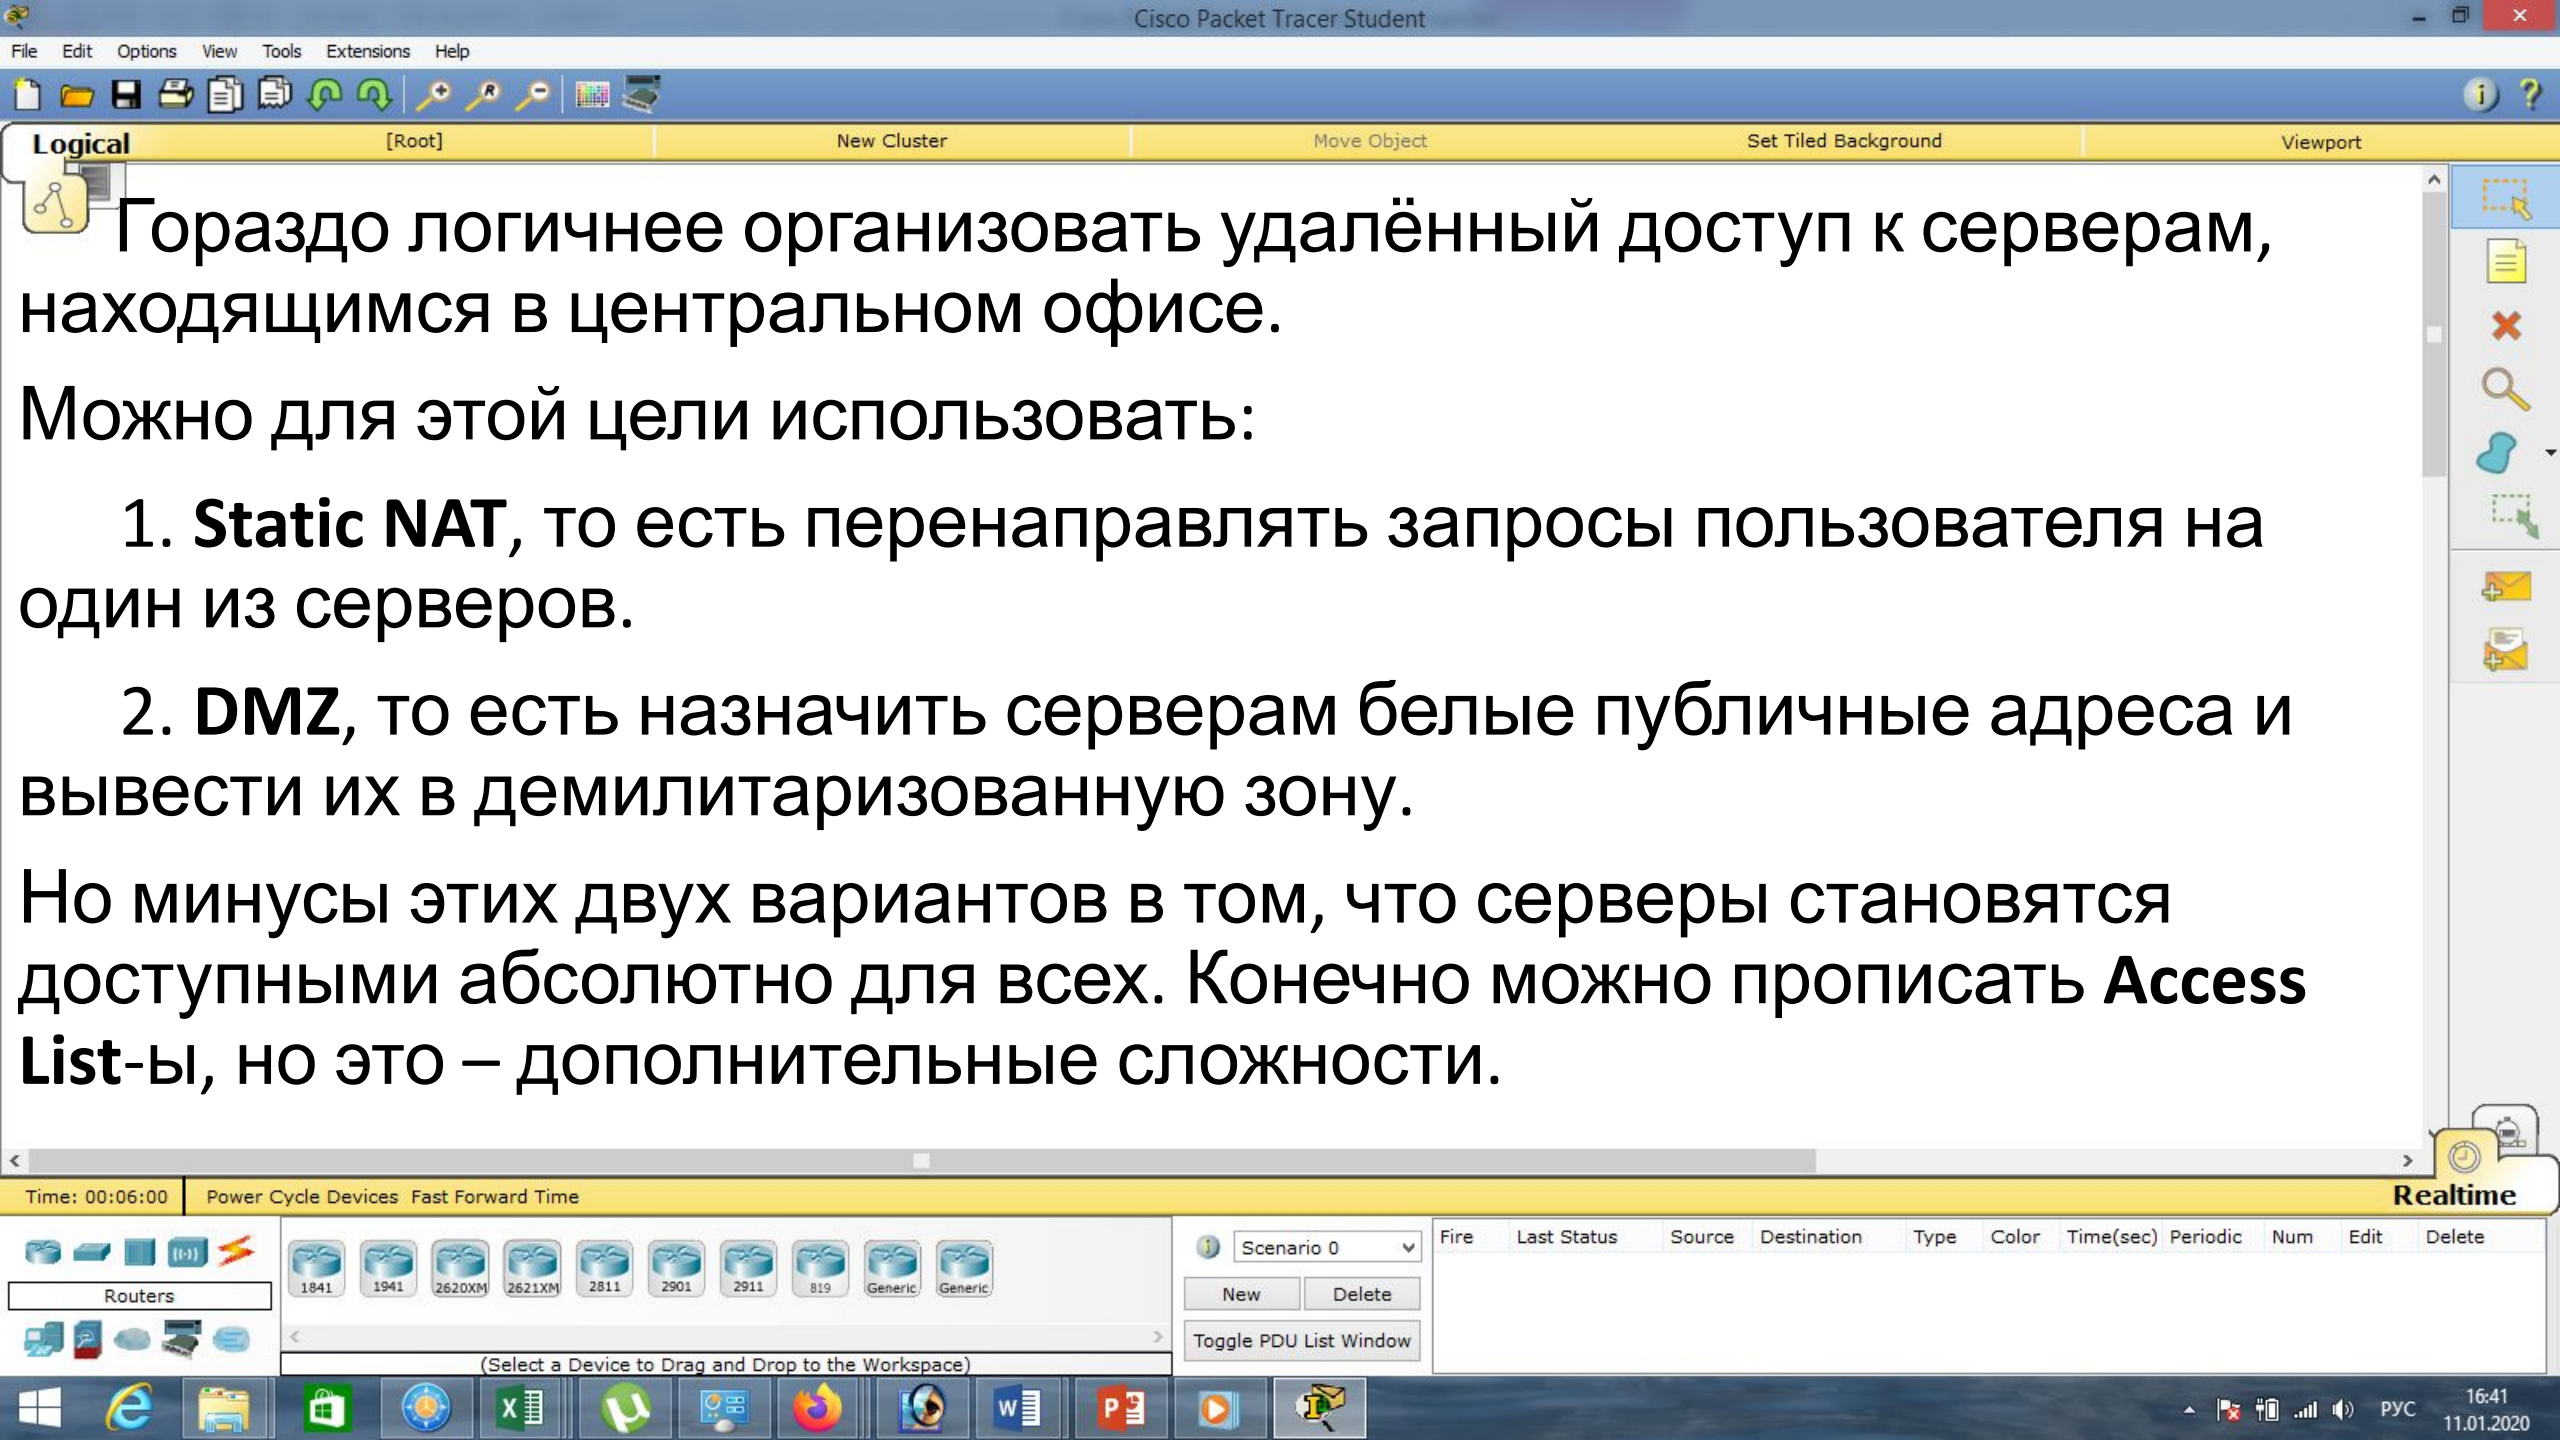 Cisco Packet Tracer Student
File Edit Options View Tools Extensions Help
Logical [Root] New Cluster Move Object Set Tiled Background Viewport
Гораздо логичнее организовать удалённый доступ к серверам,
находящимся в центральном офисе.
Можно для этой цели использовать:
1. Static NAT, то есть перенаправлять запросы пользователя на
один из серверов.
2. DMZ, то есть назначить серверам белые публичные адреса и
вывести их в демилитаризованную зону.
Но минусы этих двух вариантов в том, что серверы становятся
доступными абсолютно для всех. Конечно можно прописать Access
List-ы, но это – дополнительные сложности.
Time: 00:06:00 Power Cycle Devices Fast Forward Time Realtime
Scenario 0 Fire Last Status Source Destination Type Color Time(sec) Periodic Num Edit Delete
1841 1941 2620XM 2621XM 2811 2901 2911 819 Generic Generic
Routers New Delete
Toggle PDU List Window
(Select a Device to Drag and Drop to the Workspace)
РУС 16:41
11.01.2020